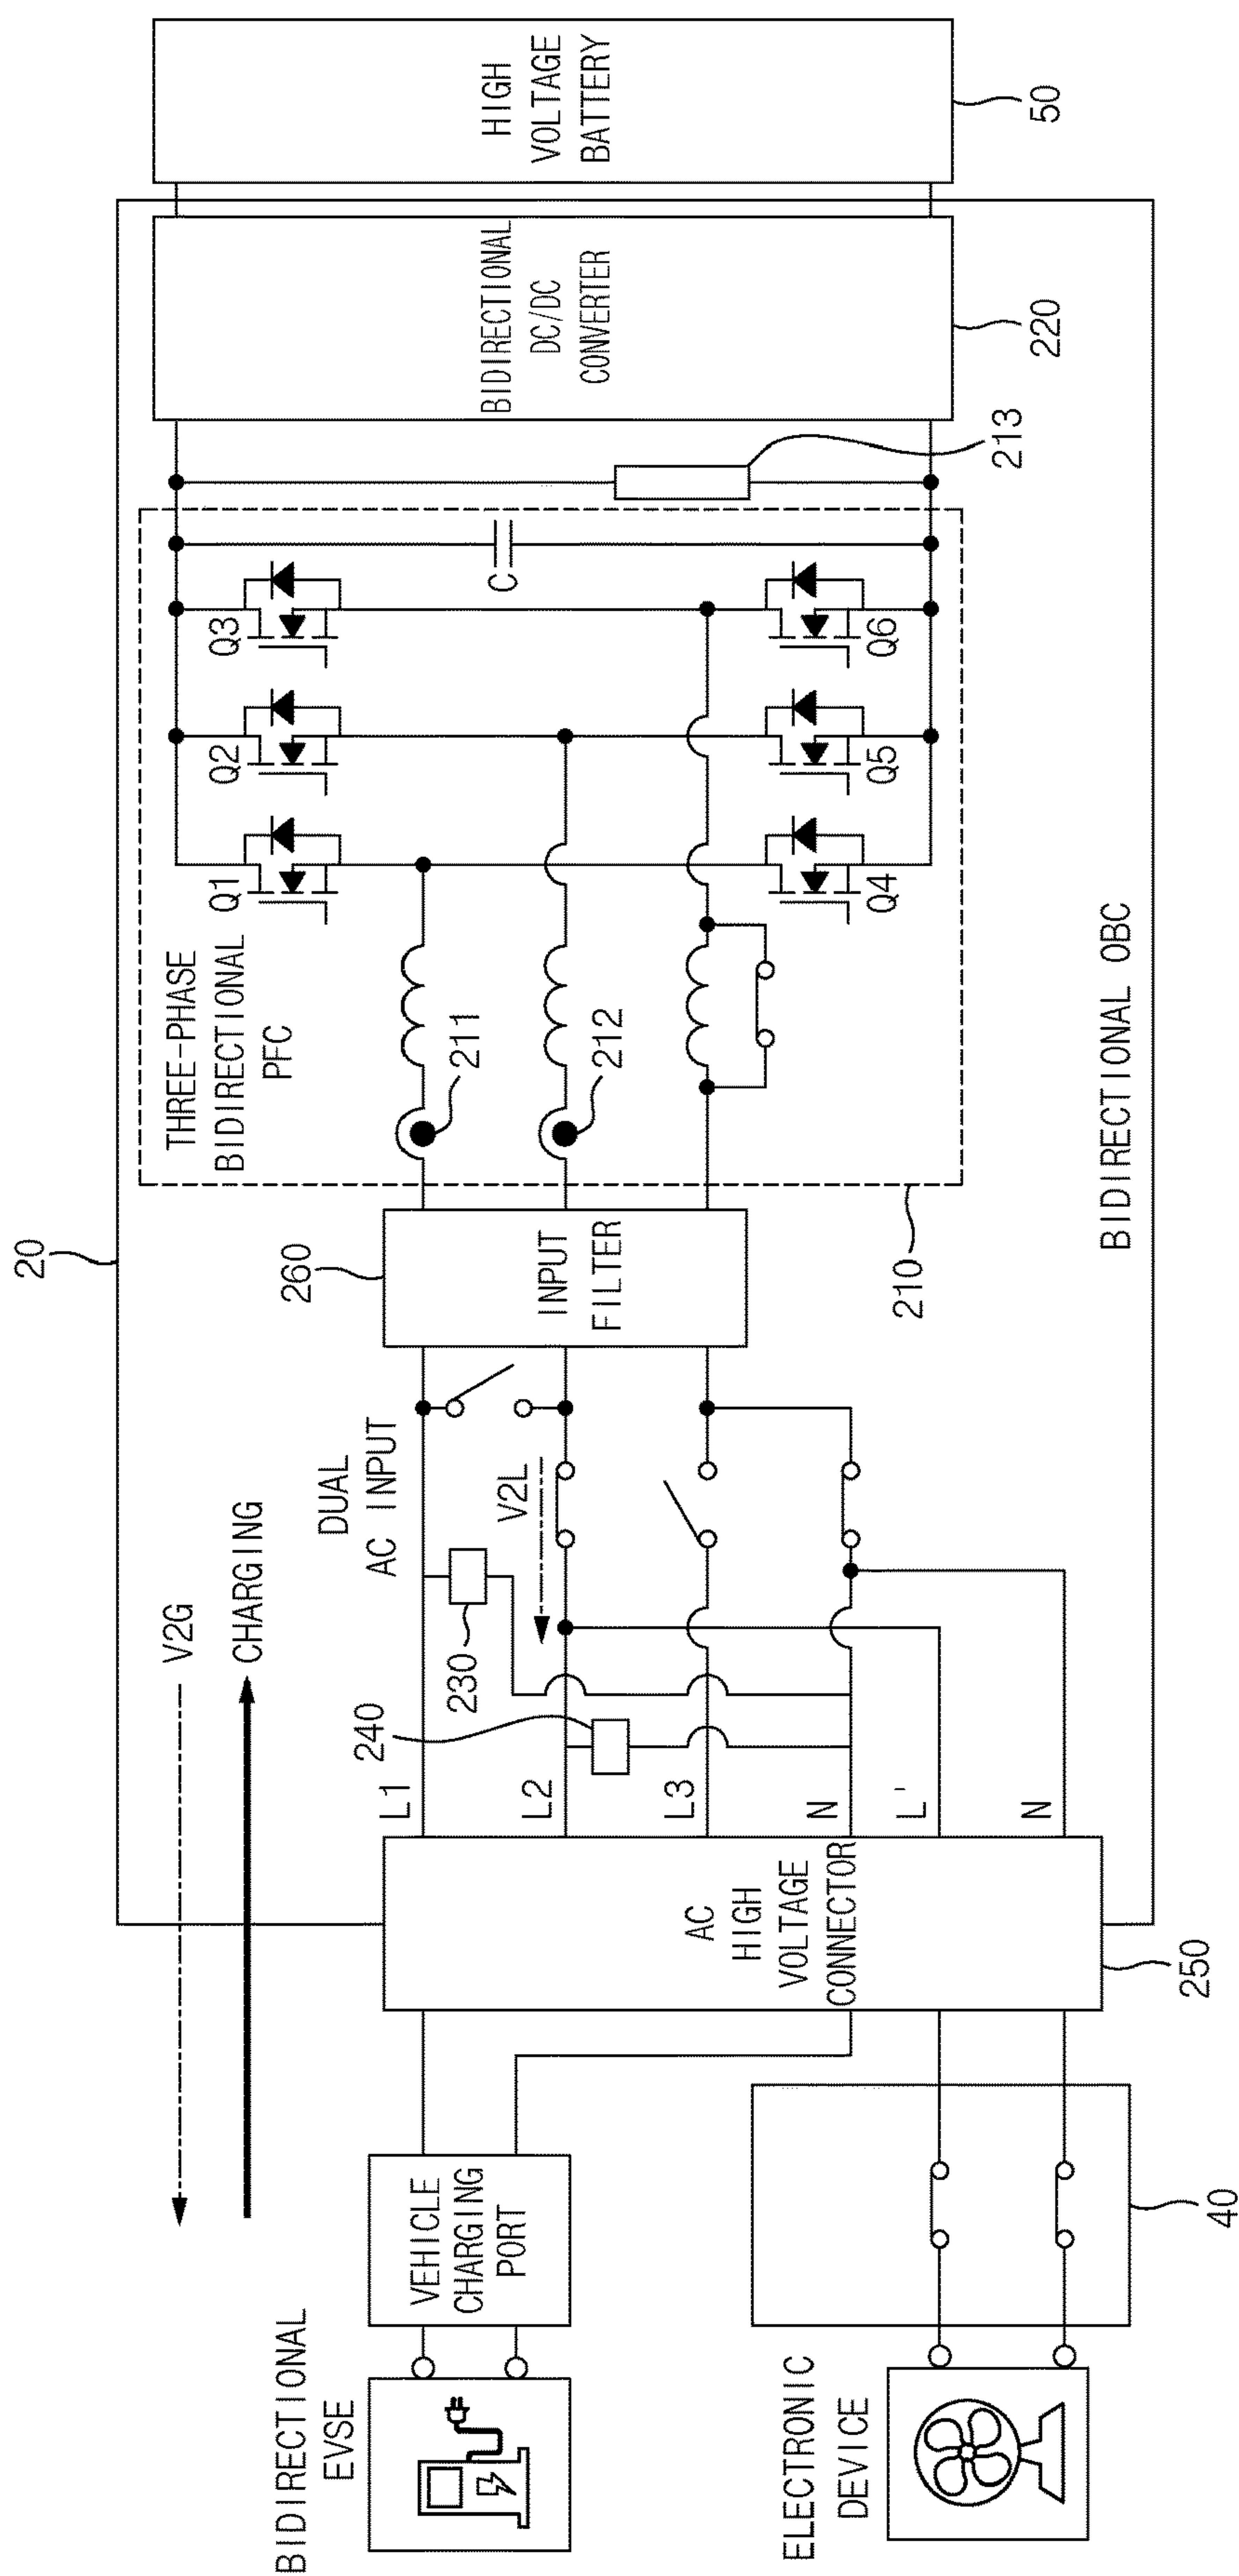 20
V2G
CHARGING
BIDIRECTIONAL
EVSE
VEHICLE
CHARGING
PORT
ELECTRONIC
DEVICE
40
AC
HIGH
VOLTAGE
CONNECTOR
250
L1
L2
L3
N
L'
N
240
230
DUAL
AC INPUT
V2L
260
INPUT
FILTER
THREE-PHASE
BIDIRECTIONAL
PFC
211
212
210
Q1
Q2
Q3
Q4
Q5
Q6
C
213
BIDIRECTIONAL
DC/DC
CONVERTER
220
HIGH
VOLTAGE
BATTERY
50
BIDIRECTIONAL OBC